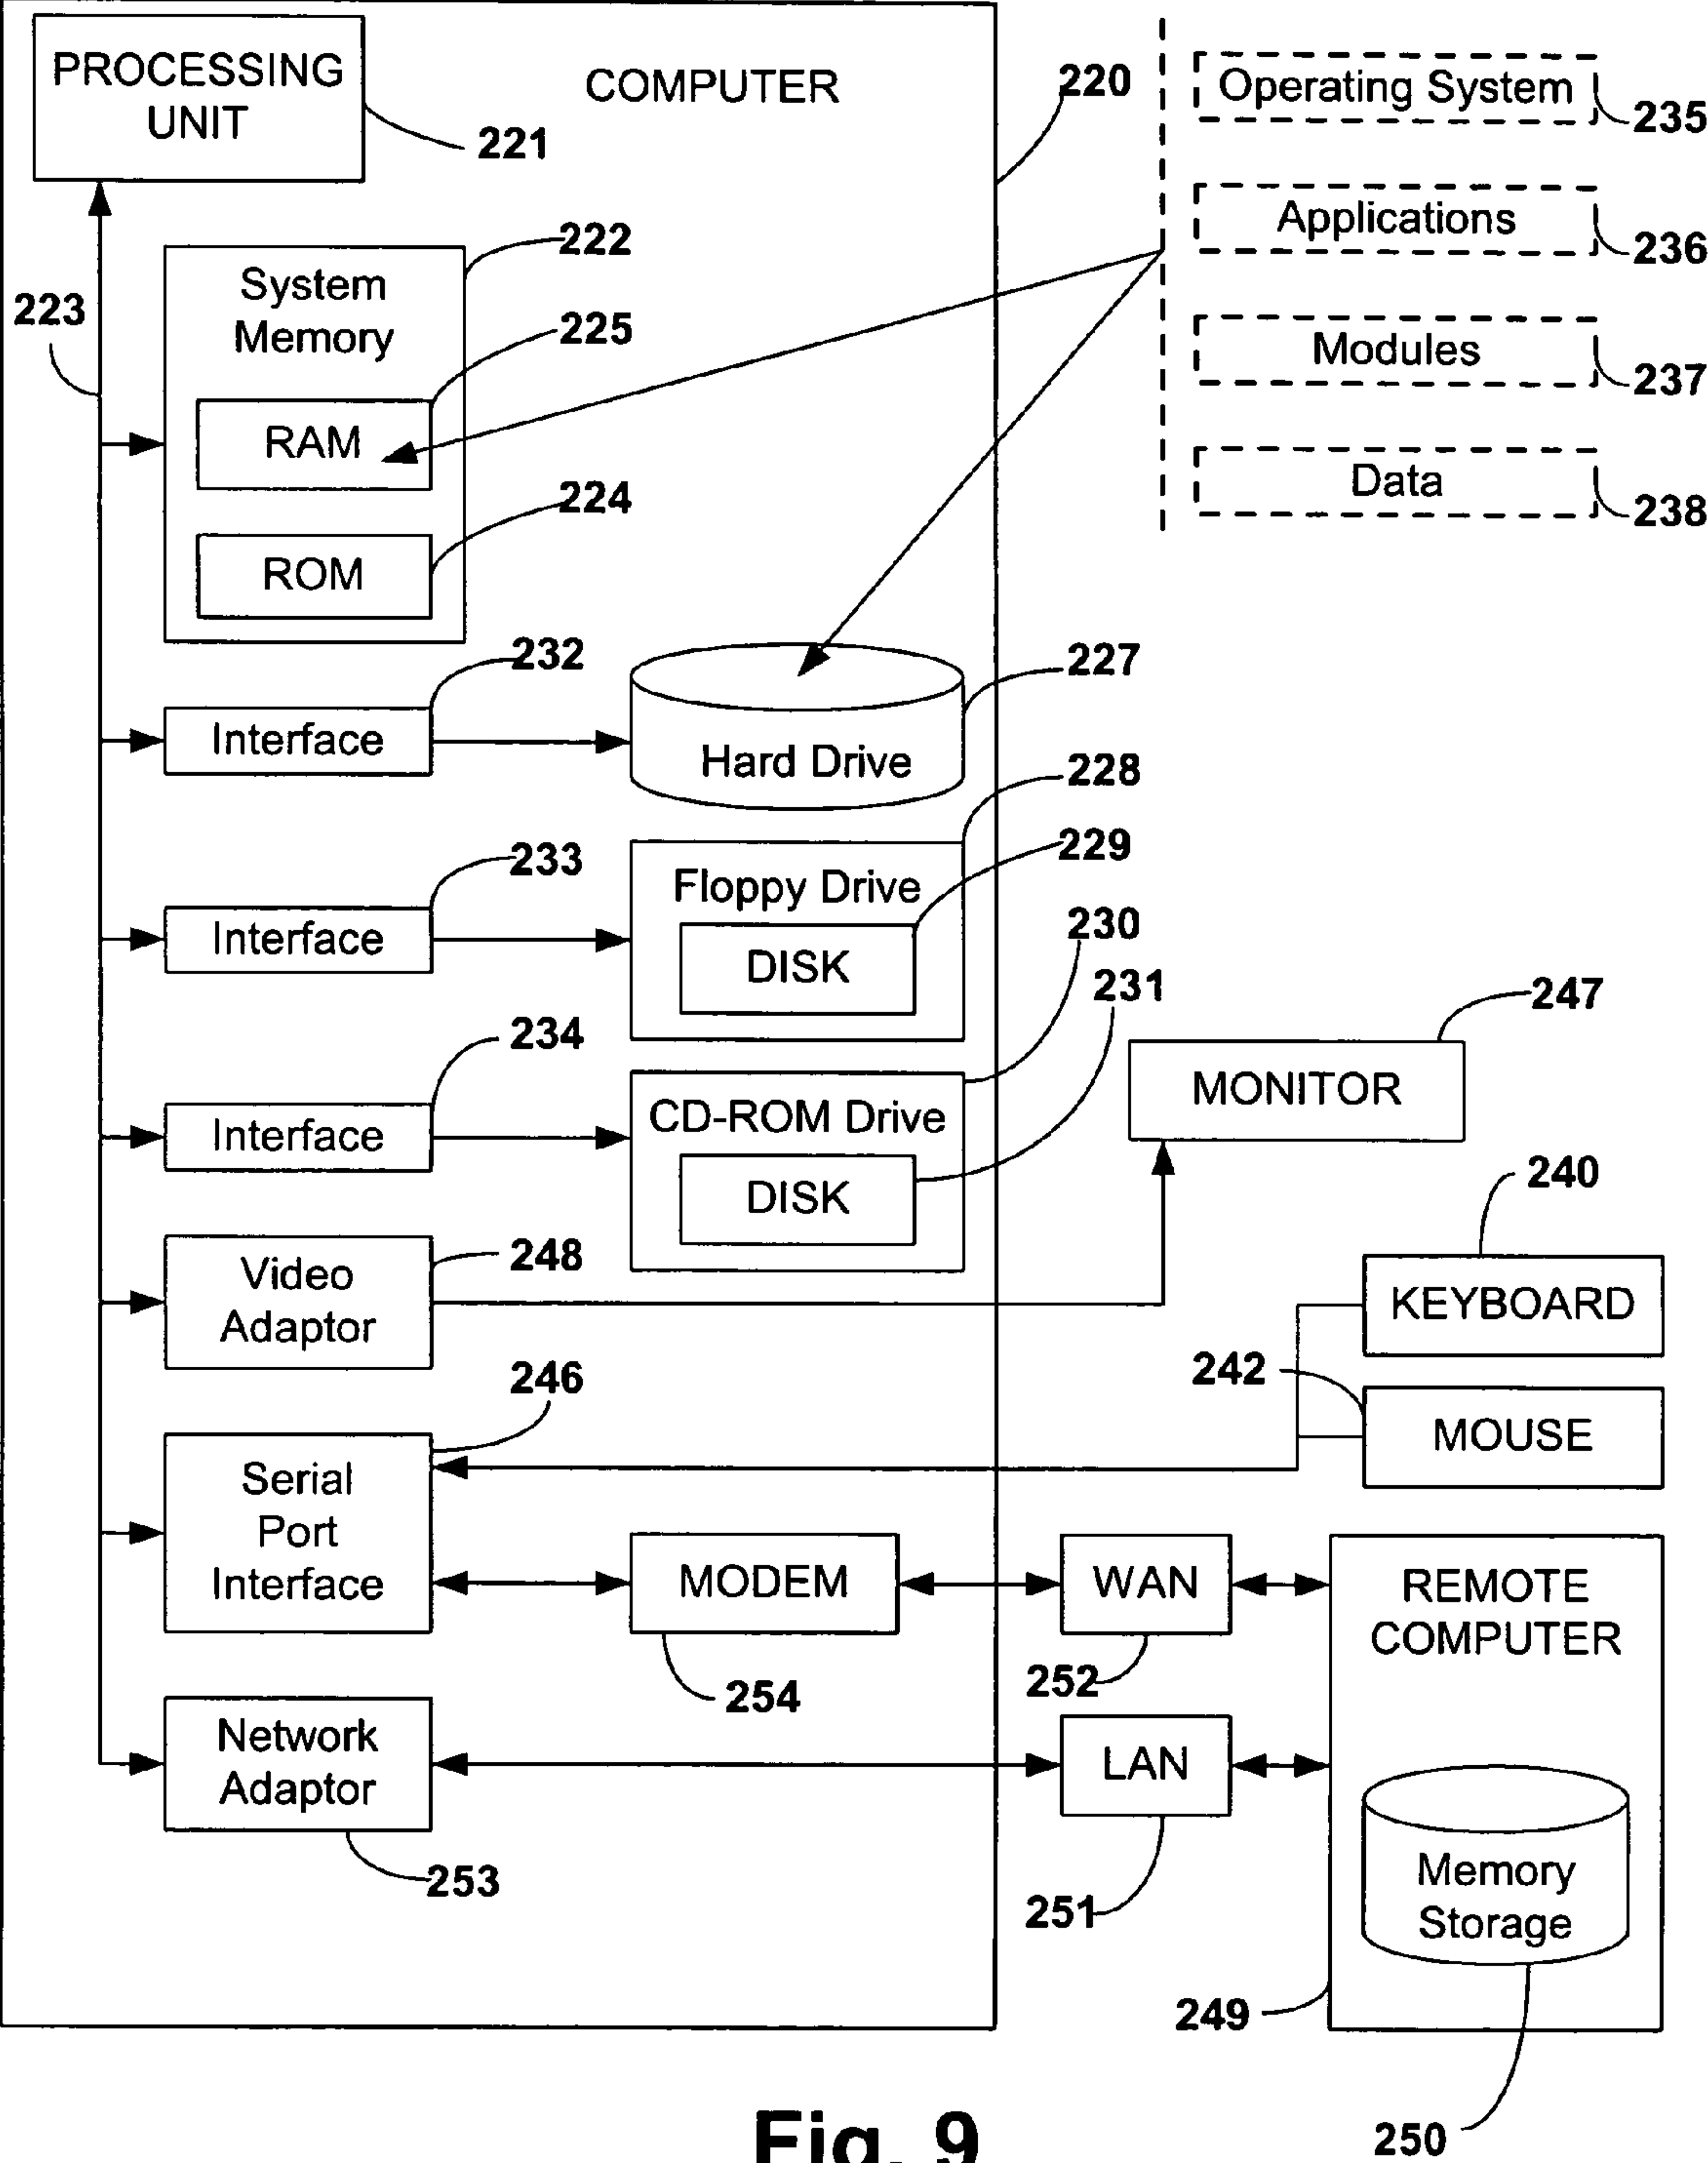 PROCESSING
UNIT
COMPUTER
220
221
Operating System
235
Applications
236
Modules
237
Data
238
222
223
System
Memory
225
RAM
224
ROM
232
Interface
227
Hard Drive
228
233
Interface
229
Floppy Drive
DISK
230
231
234
Interface
CD-ROM Drive
DISK
247
MONITOR
248
Video
Adaptor
240
KEYBOARD
242
MOUSE
246
Serial
Port
Interface
MODEM
254
WAN
252
REMOTE
COMPUTER
Network
Adaptor
253
LAN
251
Memory
Storage
249
250
Fig. 9